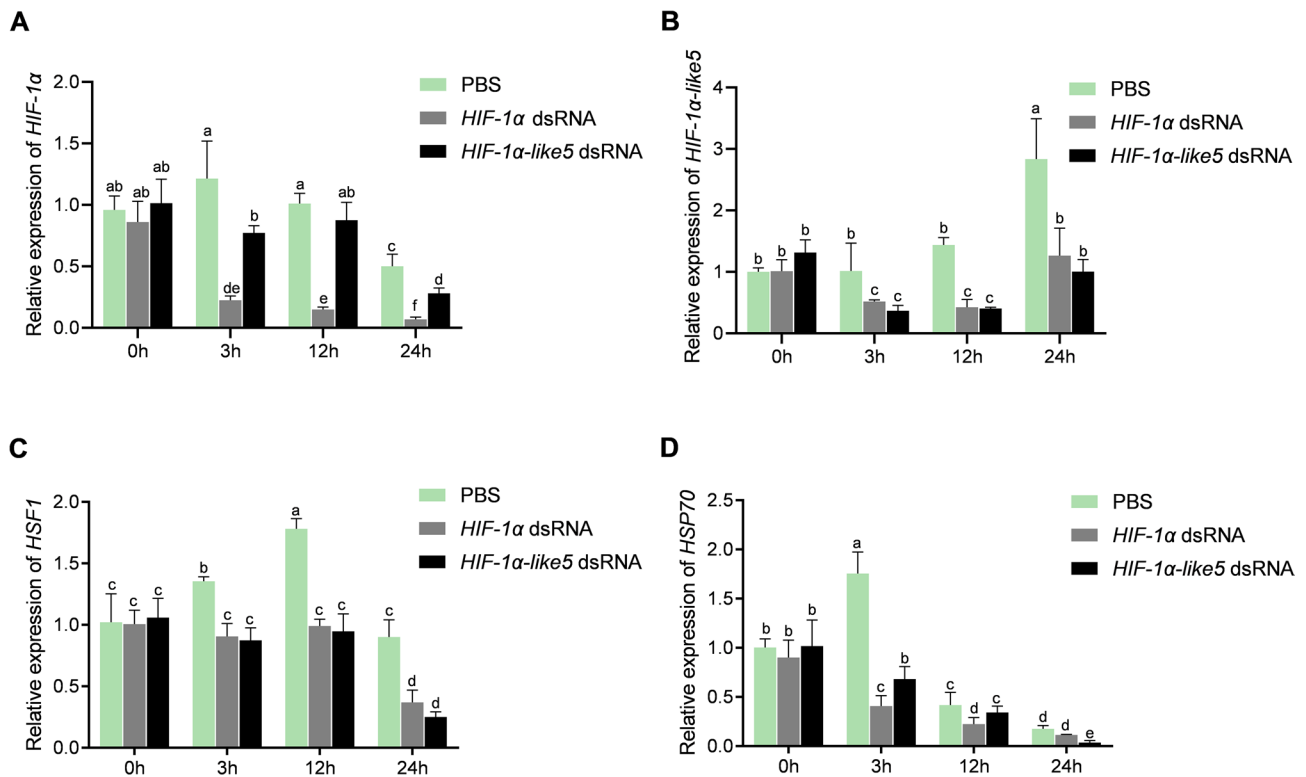 A
Relative expression of HIF-1α
2.0
1.5
1.0
0.5
0.0
PBS
HIF-1α dsRNA
HIF-1α-like5 dsRNA
ab ab ab
a de b
a e ab
c f d
0h 3h 12h 24h
B
Relative expression of HIF-1α-like5
4
3
2
1
0
PBS
HIF-1α dsRNA
HIF-1α-like5 dsRNA
b b b
b c c
b c c
a b b
0h 3h 12h 24h
C
Relative expression of HSF1
2.0
1.5
1.0
0.5
0.0
PBS
HIF-1α dsRNA
HIF-1α-like5 dsRNA
c c c
b c c
a c c
c d d
0h 3h 12h 24h
D
Relative expression of HSP70
2.5
2.0
1.5
1.0
0.5
0.0
PBS
HIF-1α dsRNA
HIF-1α-like5 dsRNA
b b b
a c b
c d c
d d e
0h 3h 12h 24h